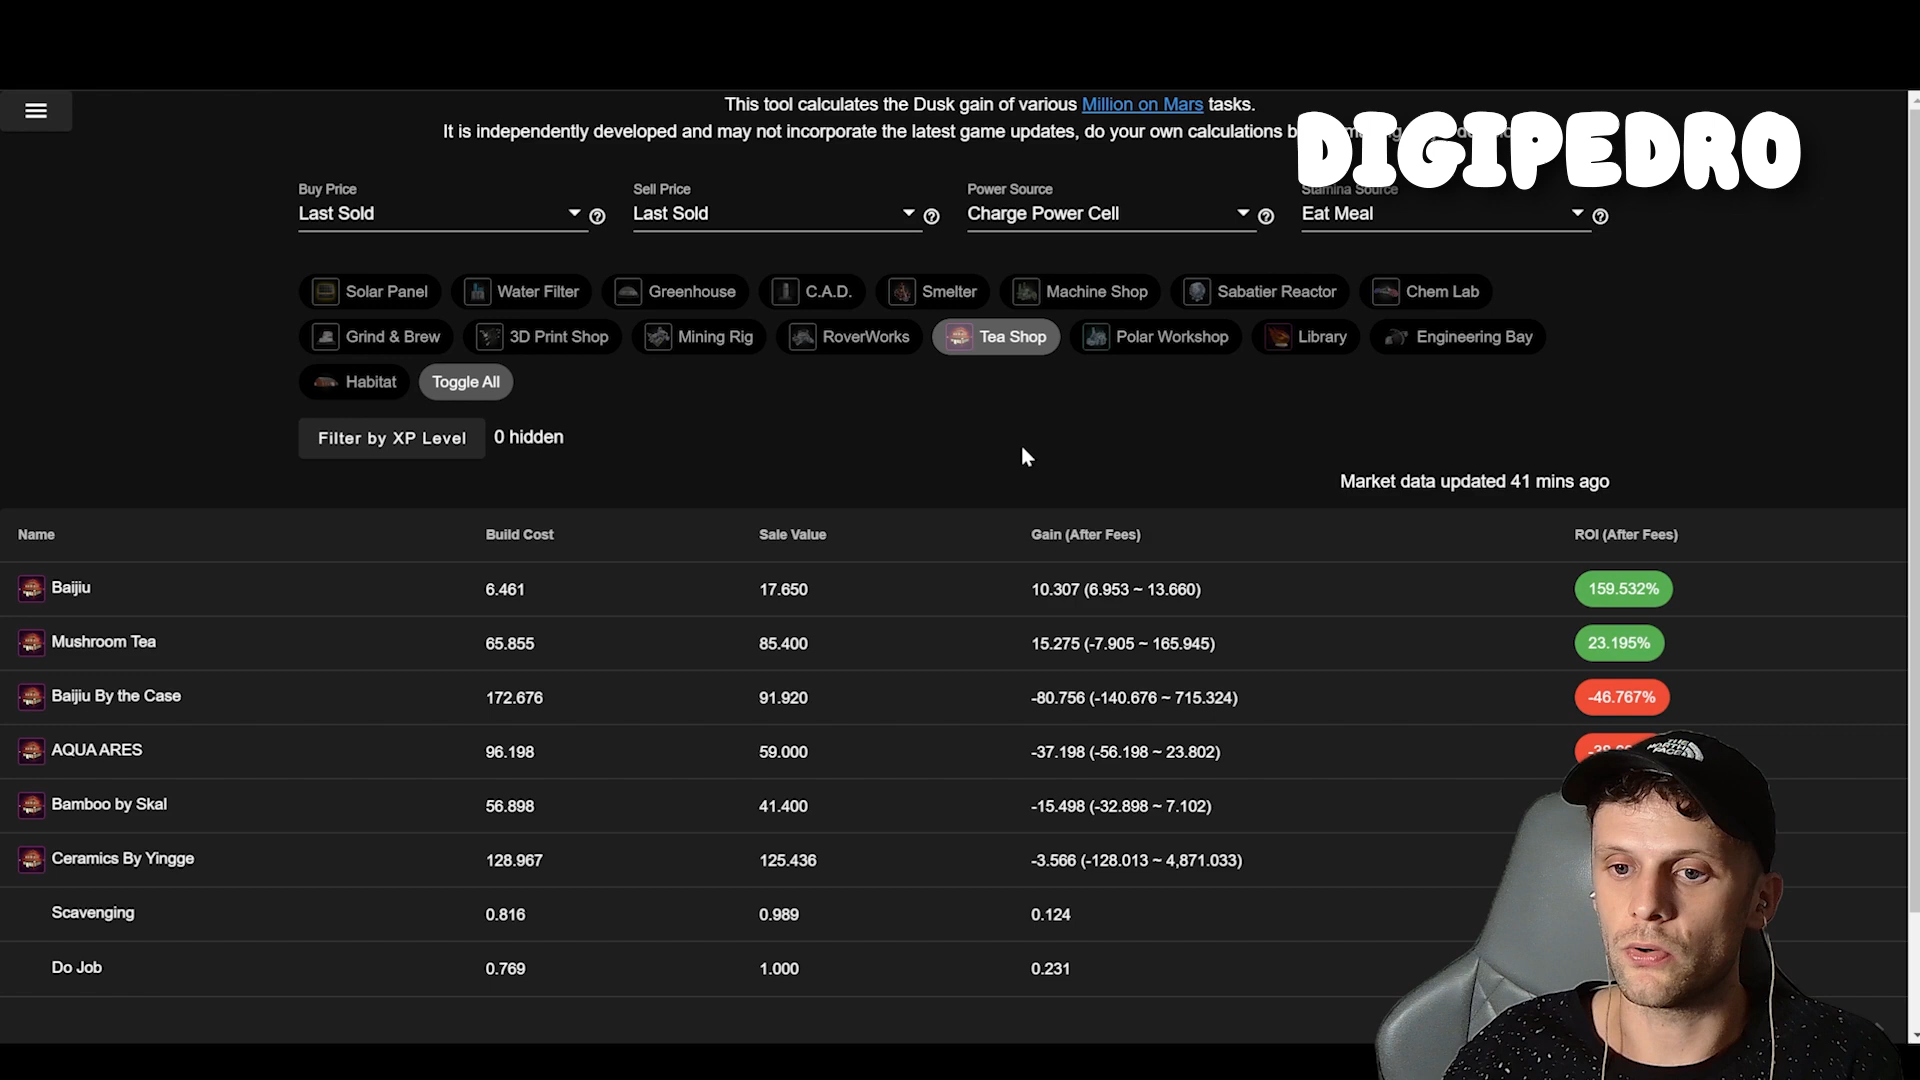 This tool calculates the Dusk gain of various Million on Mars tasks.
It is independently developed and may not incorporate the latest game updates, do your own calculations
DIGIPEDRO
Buy Price
Sell Price
Power Source
Stamina Source
Last Sold
Last Sold
Charge Power Cell
Eat Meal
Solar Panel
Water Filter
Greenhouse
C.A.D.
Smelter
Machine Shop
Sabatier Reactor
Chem Lab
Grind & Brew
3D Print Shop
Mining Rig
RoverWorks
Tea Shop
Polar Workshop
Library
Engineering Bay
Habitat
Toggle All
Filter by XP Level
0 hidden
Market data updated 41 mins ago
Name Build Cost Sale Value Gain (After Fees) ROI (After Fees)
Baijiu 6.461 17.650 10.307 (6.953 ~ 13.660) 159.532%
Mushroom Tea 65.855 85.400 15.275 (-7.905 ~ 165.945) 23.195%
Baijiu By the Case 172.676 91.920 -80.756 (-140.676 ~ 715.324) -46.767%
AQUA ARES 96.198 59.000 -37.198 (-56.198 ~ 23.802)
Bamboo by Skal 56.898 41.400 -15.498 (-32.898 ~ 7.102)
Ceramics By Yingge 128.967 125.436 -3.566 (-128.013 ~ 4,871.033)
Scavenging 0.816 0.989 0.124
Do Job 0.769 1.000 0.231
THE NORTH FACE